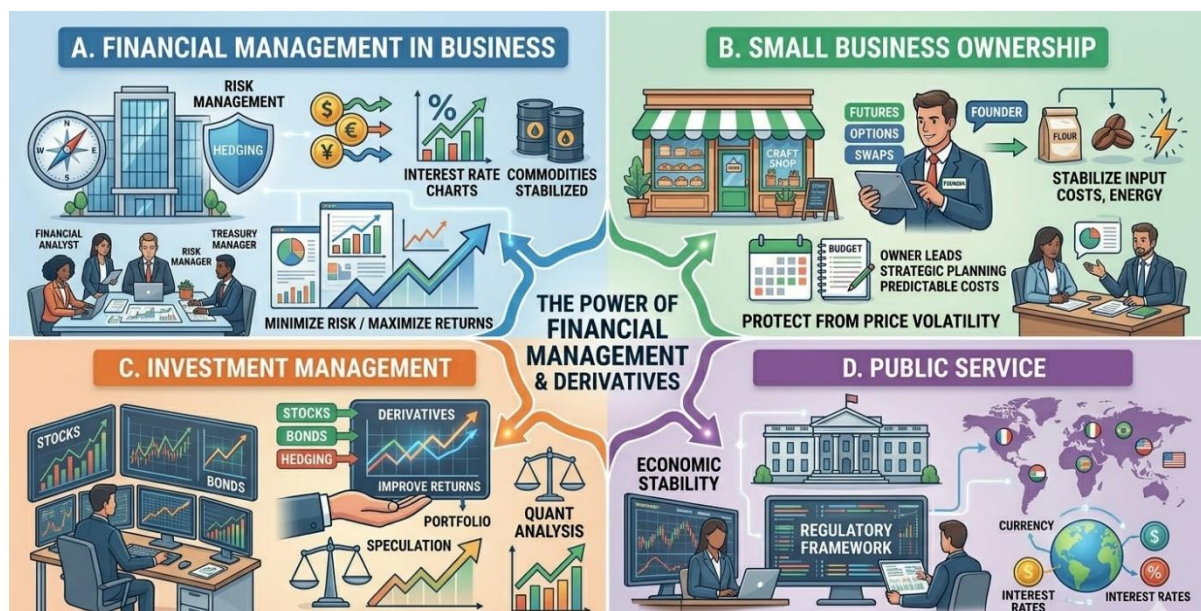 A. FINANCIAL MANAGEMENT IN BUSINESS
RISK
MANAGEMENT
N
W
E
S
HEDGING
$
€
¥
%
INTEREST RATE
CHARTS
COMMODITIES
STABILIZED
FINANCIAL
ANALYST
RISK
MANAGER
TREASURY
MANAGER
MINIMIZE RISK / MAXIMIZE RETURNS
B. SMALL BUSINESS OWNERSHIP
CRAFT
SHOP
FUTURES
OPTIONS
SWAPS
FOUNDER
FOUNDER
FLOUR
STABILIZE INPUT
COSTS, ENERGY
BUDGET
OWNER LEADS
STRATEGIC PLANNING
PREDICTABLE COSTS
PROTECT FROM PRICE VOLATILITY
THE POWER OF
FINANCIAL
MANAGEMENT
& DERIVATIVES
C. INVESTMENT MANAGEMENT
STOCKS
BONDS
STOCKS
BONDS
HEDGING
DERIVATIVES
IMPROVE RETURNS
PORTFOLIO
SPECULATION
QUANT
ANALYSIS
D. PUBLIC SERVICE
ECONOMIC
STABILITY
REGULATORY
FRAMEWORK
CURRENCY
$
$
%
INTEREST
RATES
INTEREST RATES